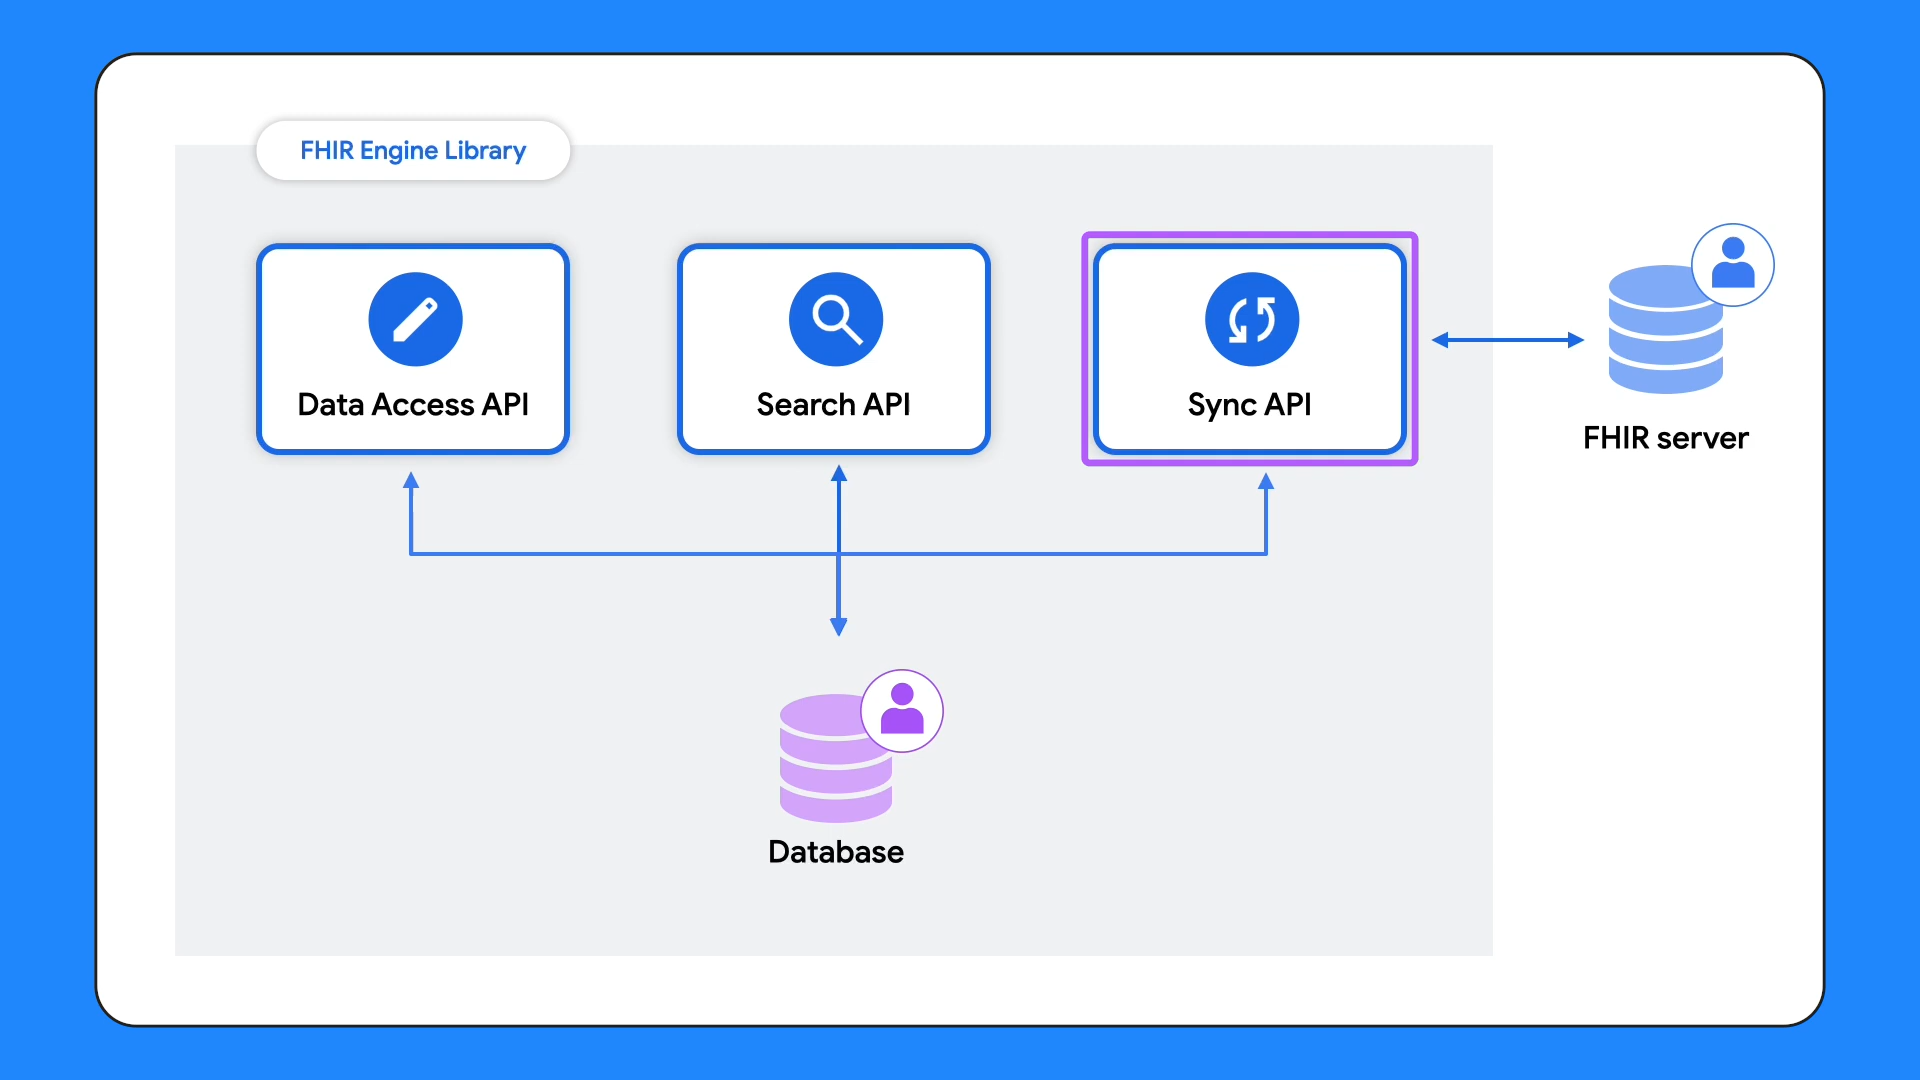 FHIR Engine Library
Data Access API
Search API
Sync API
FHIR server
Database